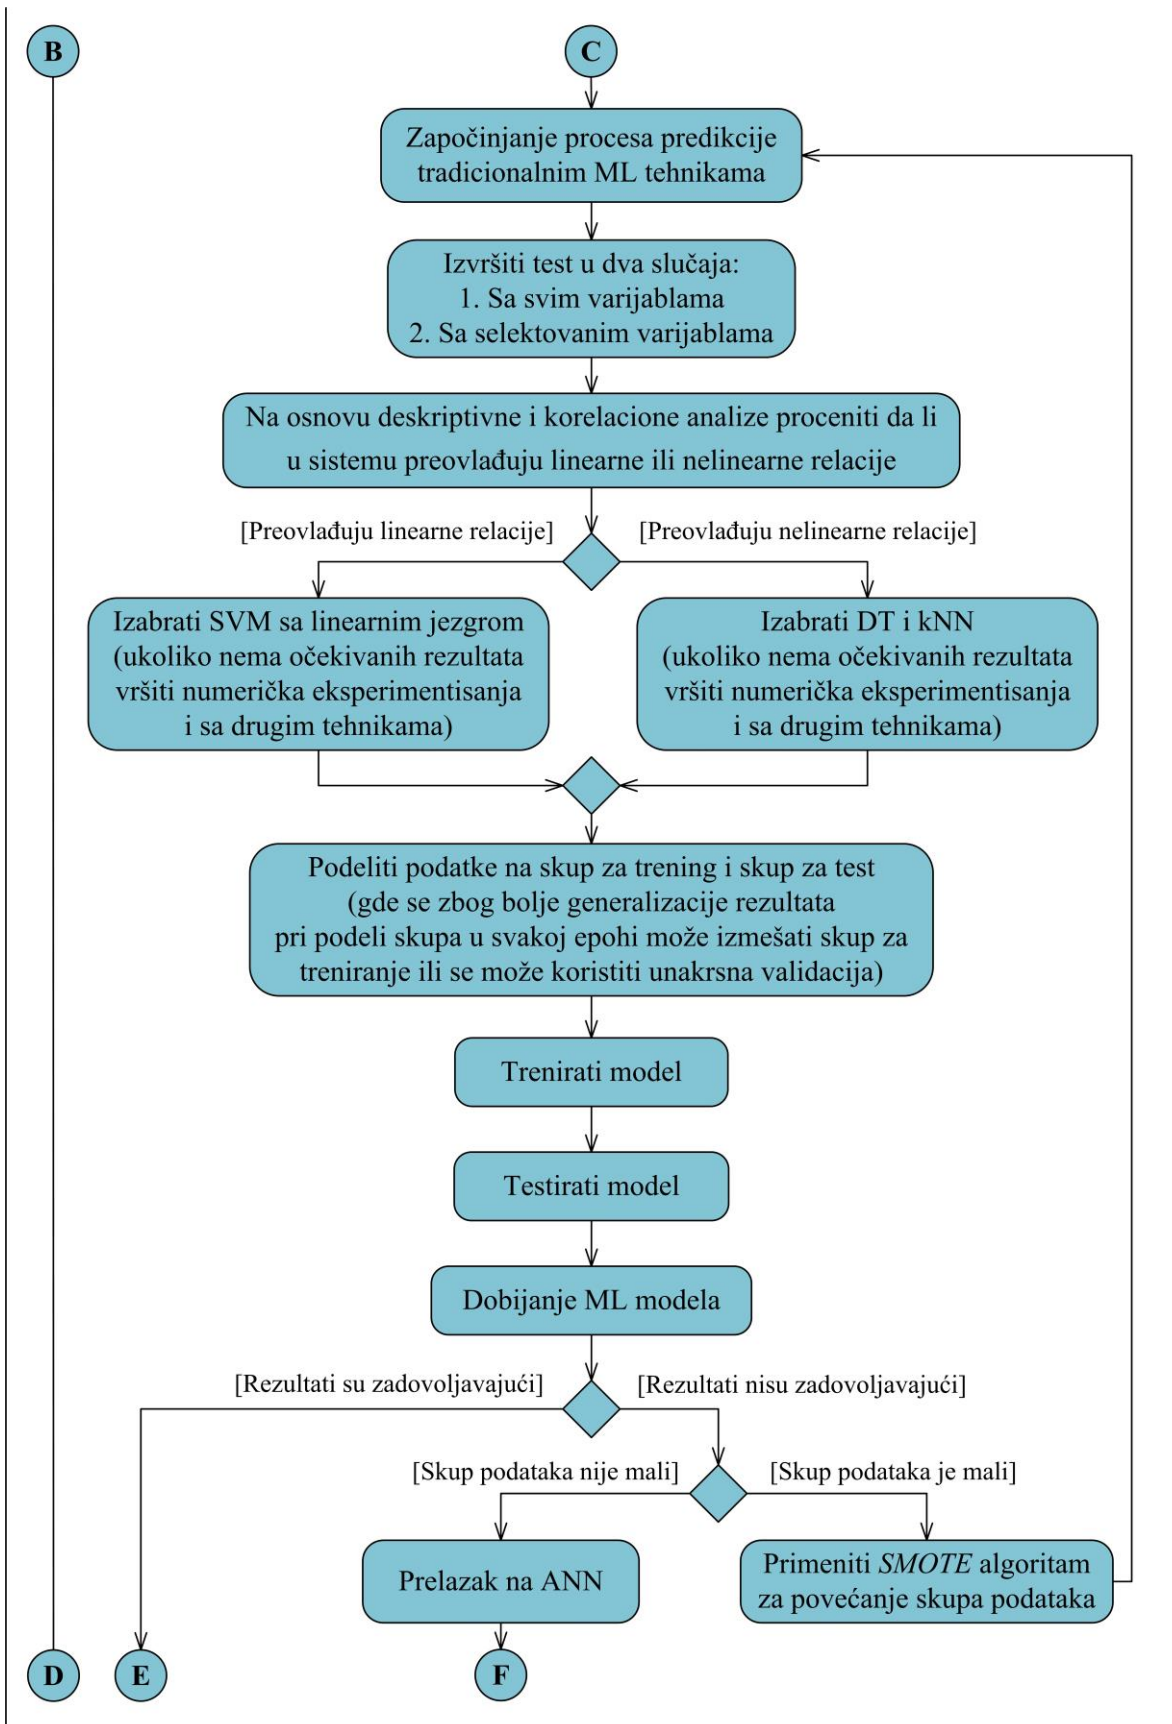 B
C
Započinjanje procesa predikcije
tradicionalnim ML tehnikama
Izvršiti test u dva slučaja:
1. Sa svim varijablama
2. Sa selektovanim varijablama
Na osnovu deskriptivne i korelacione analize proceniti da li
u sistemu preovlađuju linearne ili nelinearne relacije
[Preovlađuju linearne relacije]
[Preovlađuju nelinearne relacije]
Izabrati SVM sa linearnim jezgrom
(ukoliko nema očekivanih rezultata
vršiti numerička eksperimentisanja
i sa drugim tehnikama)
Izabrati DT i kNN
(ukoliko nema očekivanih rezultata
vršiti numerička eksperimentisanja
i sa drugim tehnikama)
Podeliti podatke na skup za trening i skup za test
(gde se zbog bolje generalizacije rezultata
pri podeli skupa u svakoj epohi može izmešati skup za
treniranje ili se može koristiti unakrsna validacija)
Trenirati model
Testirati model
Dobijanje ML modela
[Rezultati su zadovoljavajući]
[Rezultati nisu zadovoljavajući]
[Skup podataka nije mali]
[Skup podataka je mali]
Prelazak na ANN
Primeniti SMOTE algoritam
za povećanje skupa podataka
D
E
F